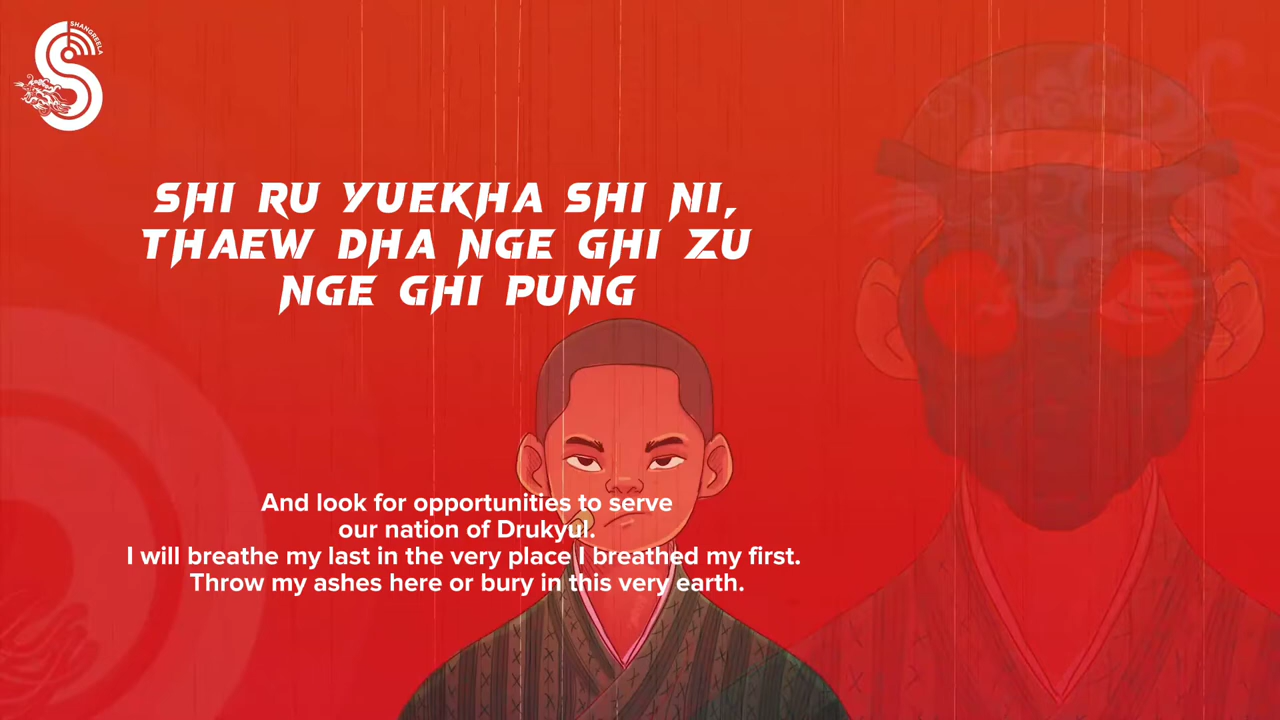 SHANGREELA
SHI RU YUEKHA SHI NI,
THAEW DHA NGE GHI ZU
NGE GHI PUNG
And look for opportunities to serve
our nation of Drukyul.
I will breathe my last in the very place I breathed my first.
Throw my ashes here or bury in this very earth.